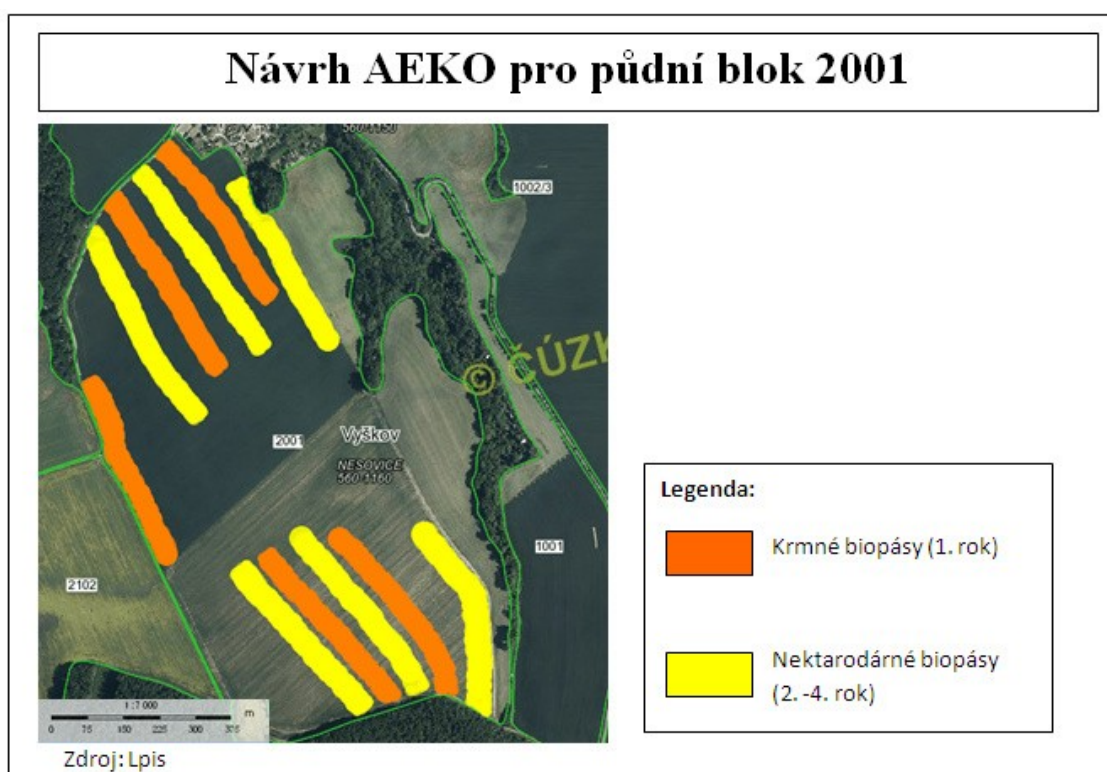 Návrh AEKO pro půdní blok 2001
560-1150
1002/3
© ČÚZK
2001
Vyškov
NESOVICE
560-1160
1001
2102
1:7 000
m
0 75 150 225 300 375
Zdroj: Lpis
Legenda:
Krmné biopásy (1. rok)
Nektarodárné biopásy
(2. -4. rok)